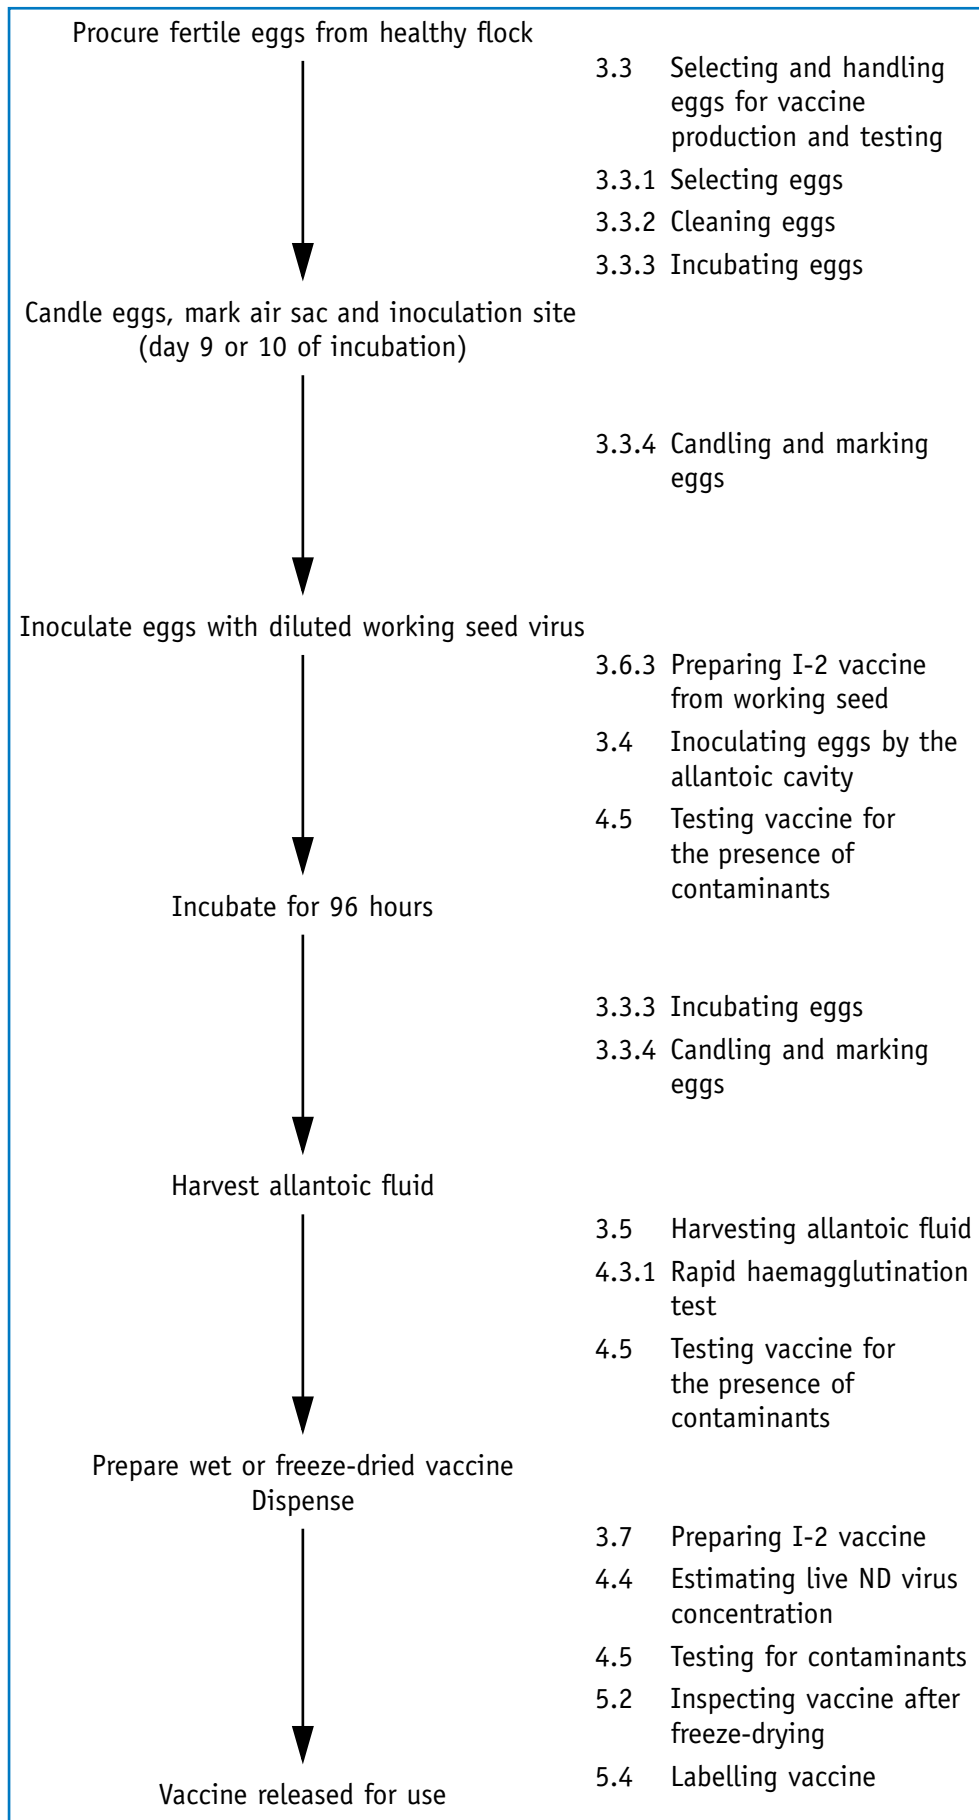 Procure fertile eggs from healthy flock
3.3 Selecting and handling
eggs for vaccine
production and testing
3.3.1 Selecting eggs
3.3.2 Cleaning eggs
3.3.3 Incubating eggs
Candle eggs, mark air sac and inoculation site
(day 9 or 10 of incubation)
3.3.4 Candling and marking
eggs
Inoculate eggs with diluted working seed virus
3.6.3 Preparing I-2 vaccine
from working seed
3.4 Inoculating eggs by the
allantoic cavity
4.5 Testing vaccine for
the presence of
contaminants
Incubate for 96 hours
3.3.3 Incubating eggs
3.3.4 Candling and marking
eggs
Harvest allantoic fluid
3.5 Harvesting allantoic fluid
4.3.1 Rapid haemagglutination
test
4.5 Testing vaccine for
the presence of
contaminants
Prepare wet or freeze-dried vaccine
Dispense
3.7 Preparing I-2 vaccine
4.4 Estimating live ND virus
concentration
4.5 Testing for contaminants
5.2 Inspecting vaccine after
freeze-drying
5.4 Labelling vaccine
Vaccine released for use